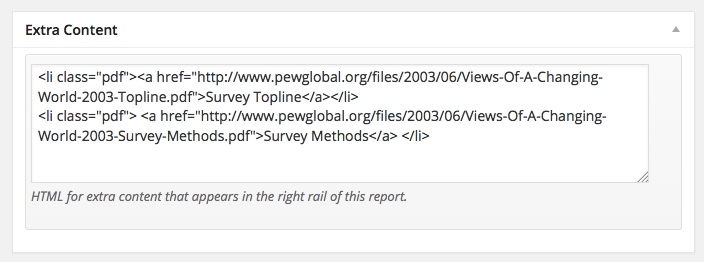 Extra Content
<li class="pdf"><a href="http://www.pewglobal.org/files/2003/06/Views-Of-A-Changing-
World-2003-Topline.pdf">Survey Topline</a></li>
<li class="pdf"> <a href="http://www.pewglobal.org/files/2003/06/Views-Of-A-Changing-
World-2003-Survey-Methods.pdf">Survey Methods</a> </li>
HTML for extra content that appears in the right rail of this report.